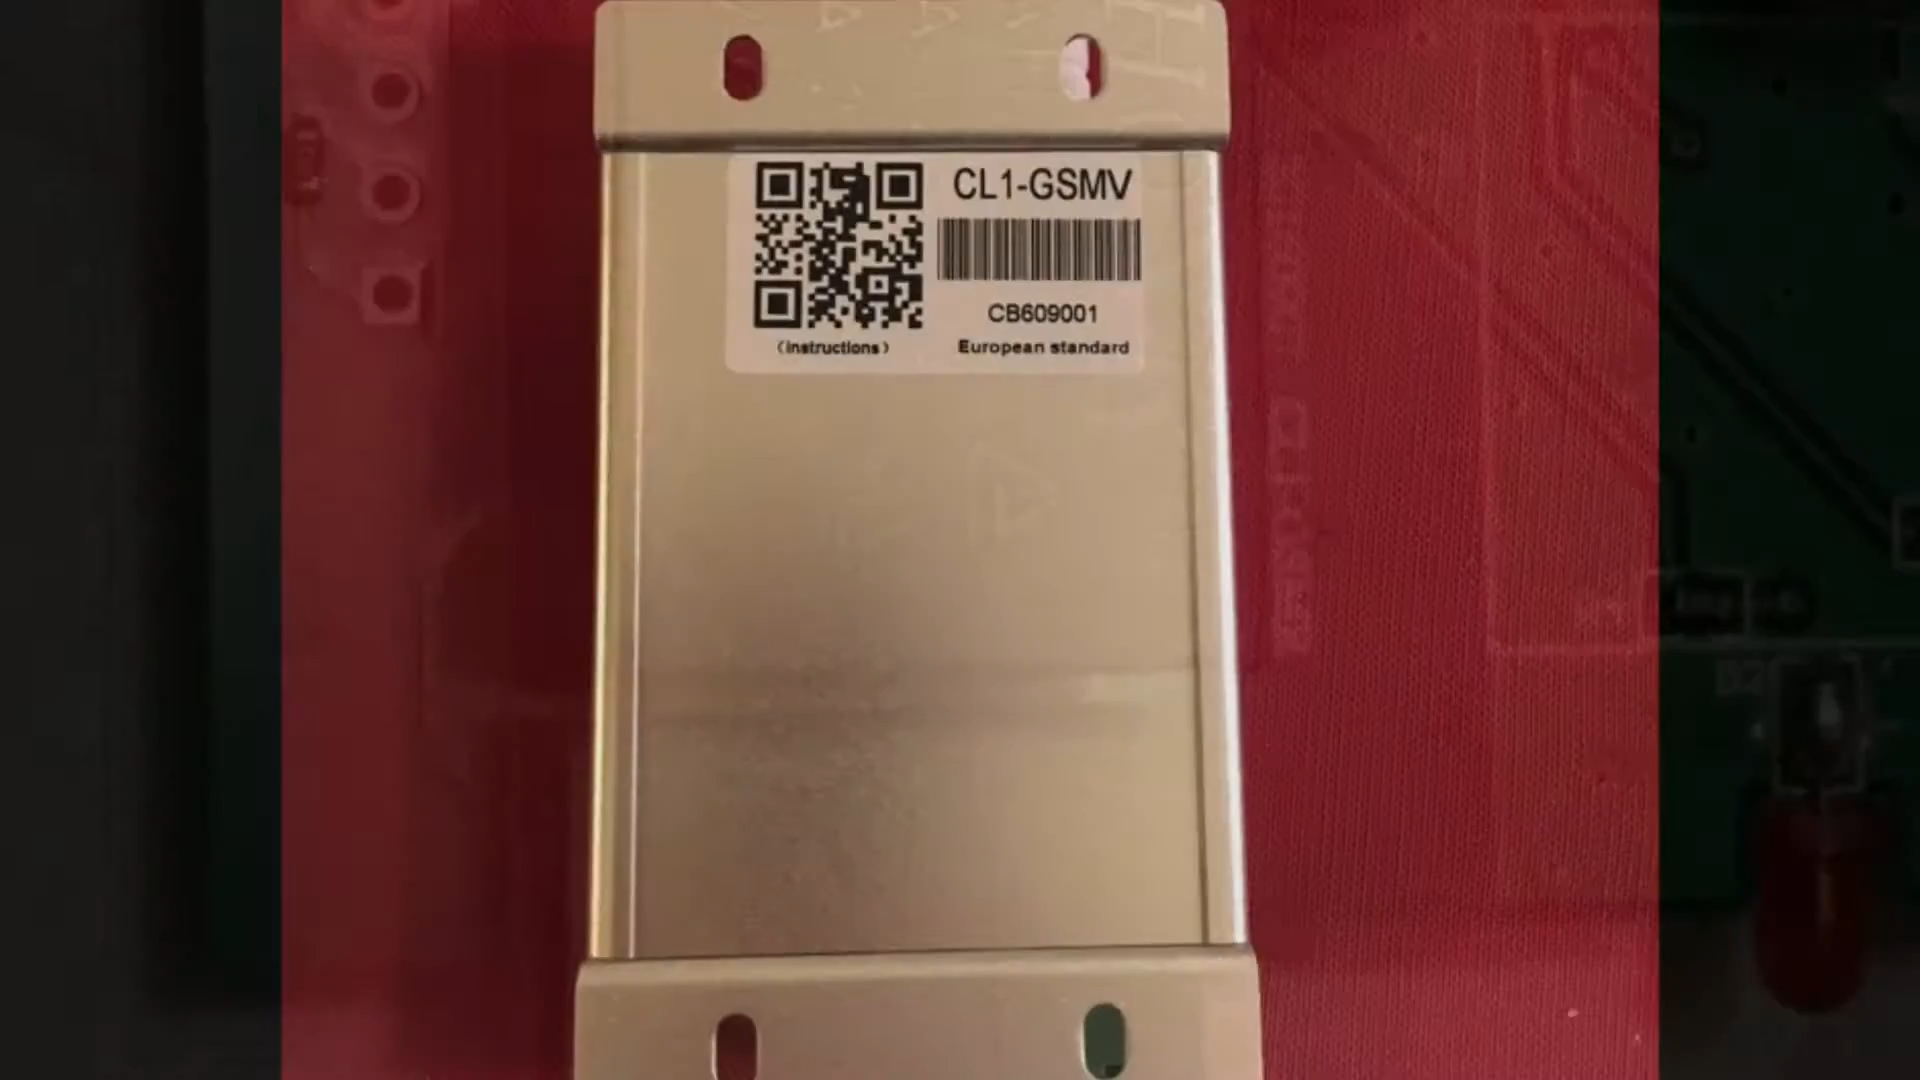 CL1-GSMV
CB609001
(instructions)
European standard